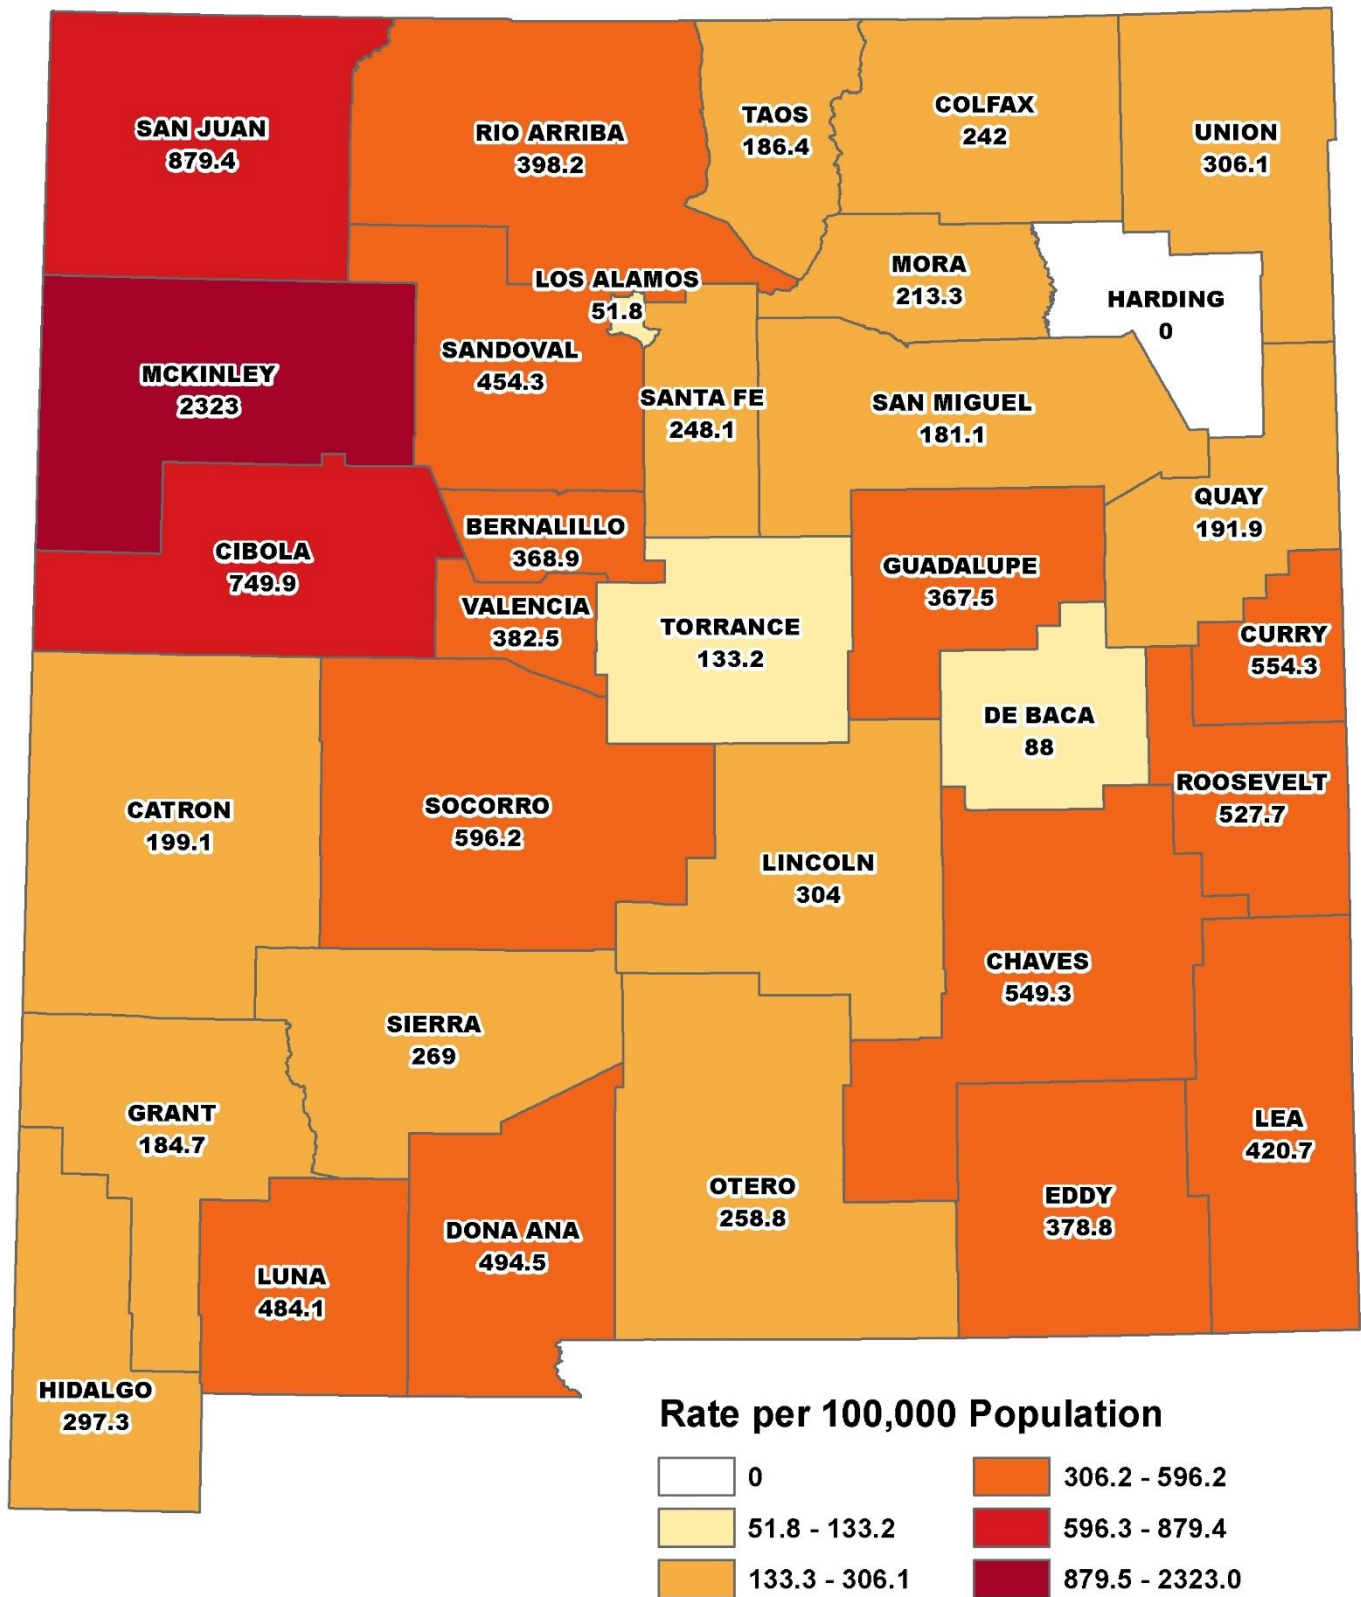 SAN JUAN
879.4
RIO ARRIBA
398.2
TAOS
186.4
COLFAX
242
UNION
306.1
LOS ALAMOS
51.8
MORA
213.3
HARDING
0
MCKINLEY
2323
SANDOVAL
454.3
SANTA FE
248.1
SAN MIGUEL
181.1
QUAY
191.9
CIBOLA
749.9
BERNALILLO
368.9
VALENCIA
382.5
TORRANCE
133.2
GUADALUPE
367.5
CURRY
554.3
DE BACA
88
ROOSEVELT
527.7
CATRON
199.1
SOCORRO
596.2
LINCOLN
304
CHAVES
549.3
SIERRA
269
GRANT
184.7
LEA
420.7
OTERO
258.8
EDDY
378.8
DONA ANA
494.5
LUNA
484.1
HIDALGO
297.3
Rate per 100,000 Population
0
51.8 - 133.2
133.3 - 306.1
306.2 - 596.2
596.3 - 879.4
879.5 - 2323.0